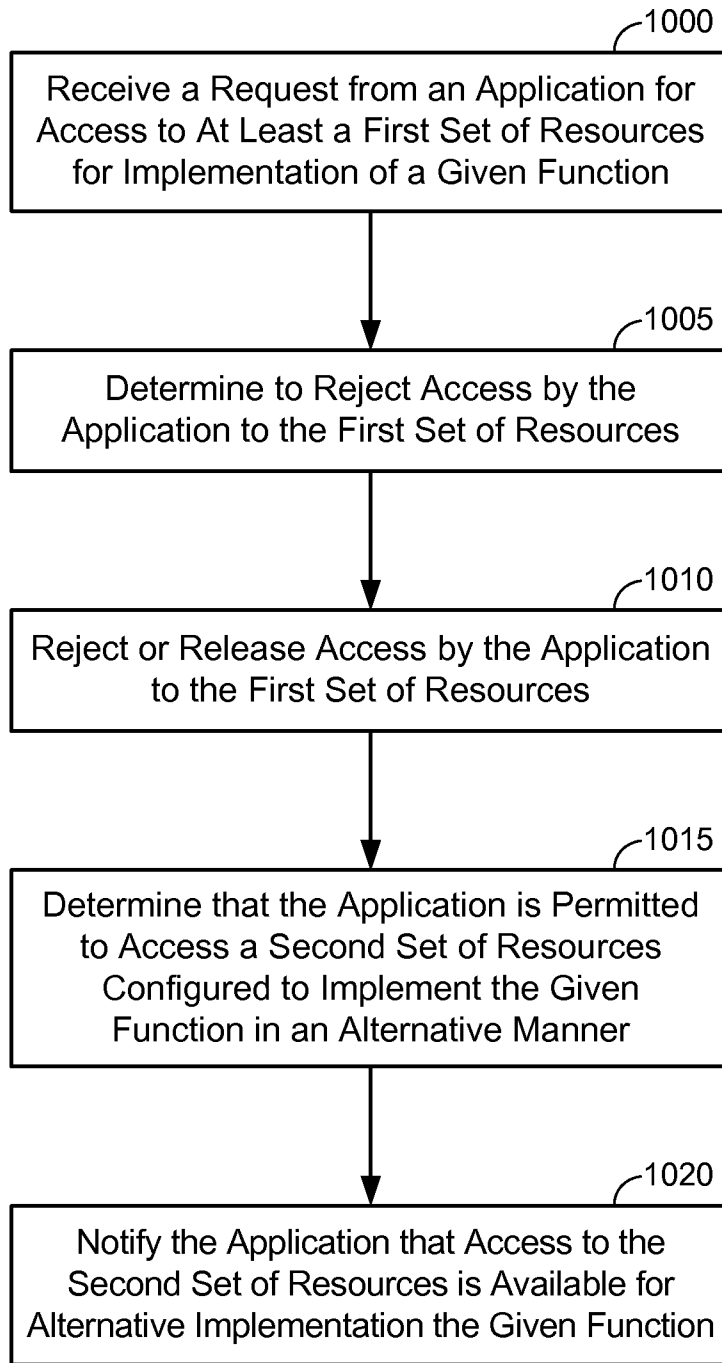 1000
Receive a Request from an Application for
Access to At Least a First Set of Resources
for Implementation of a Given Function
1005
Determine to Reject Access by the
Application to the First Set of Resources
1010
Reject or Release Access by the Application
to the First Set of Resources
1015
Determine that the Application is Permitted
to Access a Second Set of Resources
Configured to Implement the Given
Function in an Alternative Manner
1020
Notify the Application that Access to the
Second Set of Resources is Available for
Alternative Implementation the Given Function